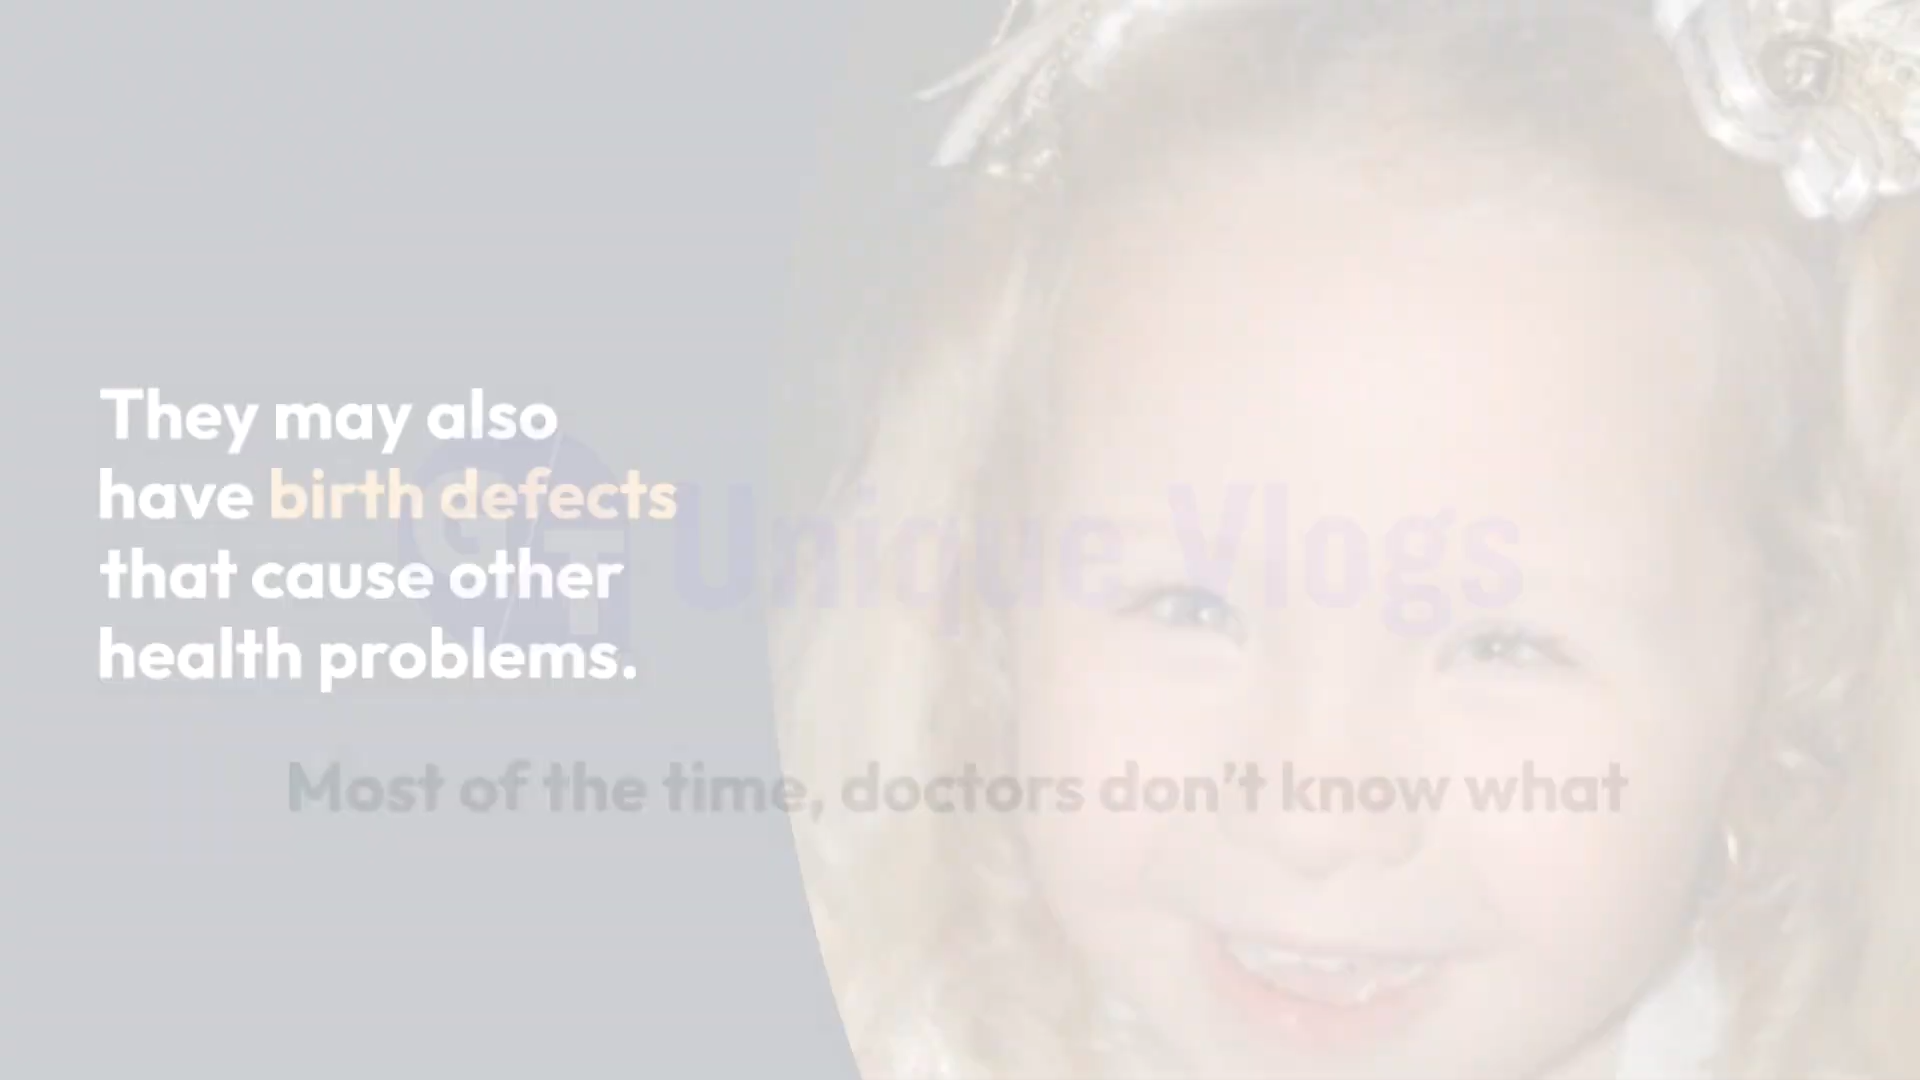 They may also
have birth defects
that cause other
health problems.
GT Unique Vlogs
Most of the time, doctors don't know what